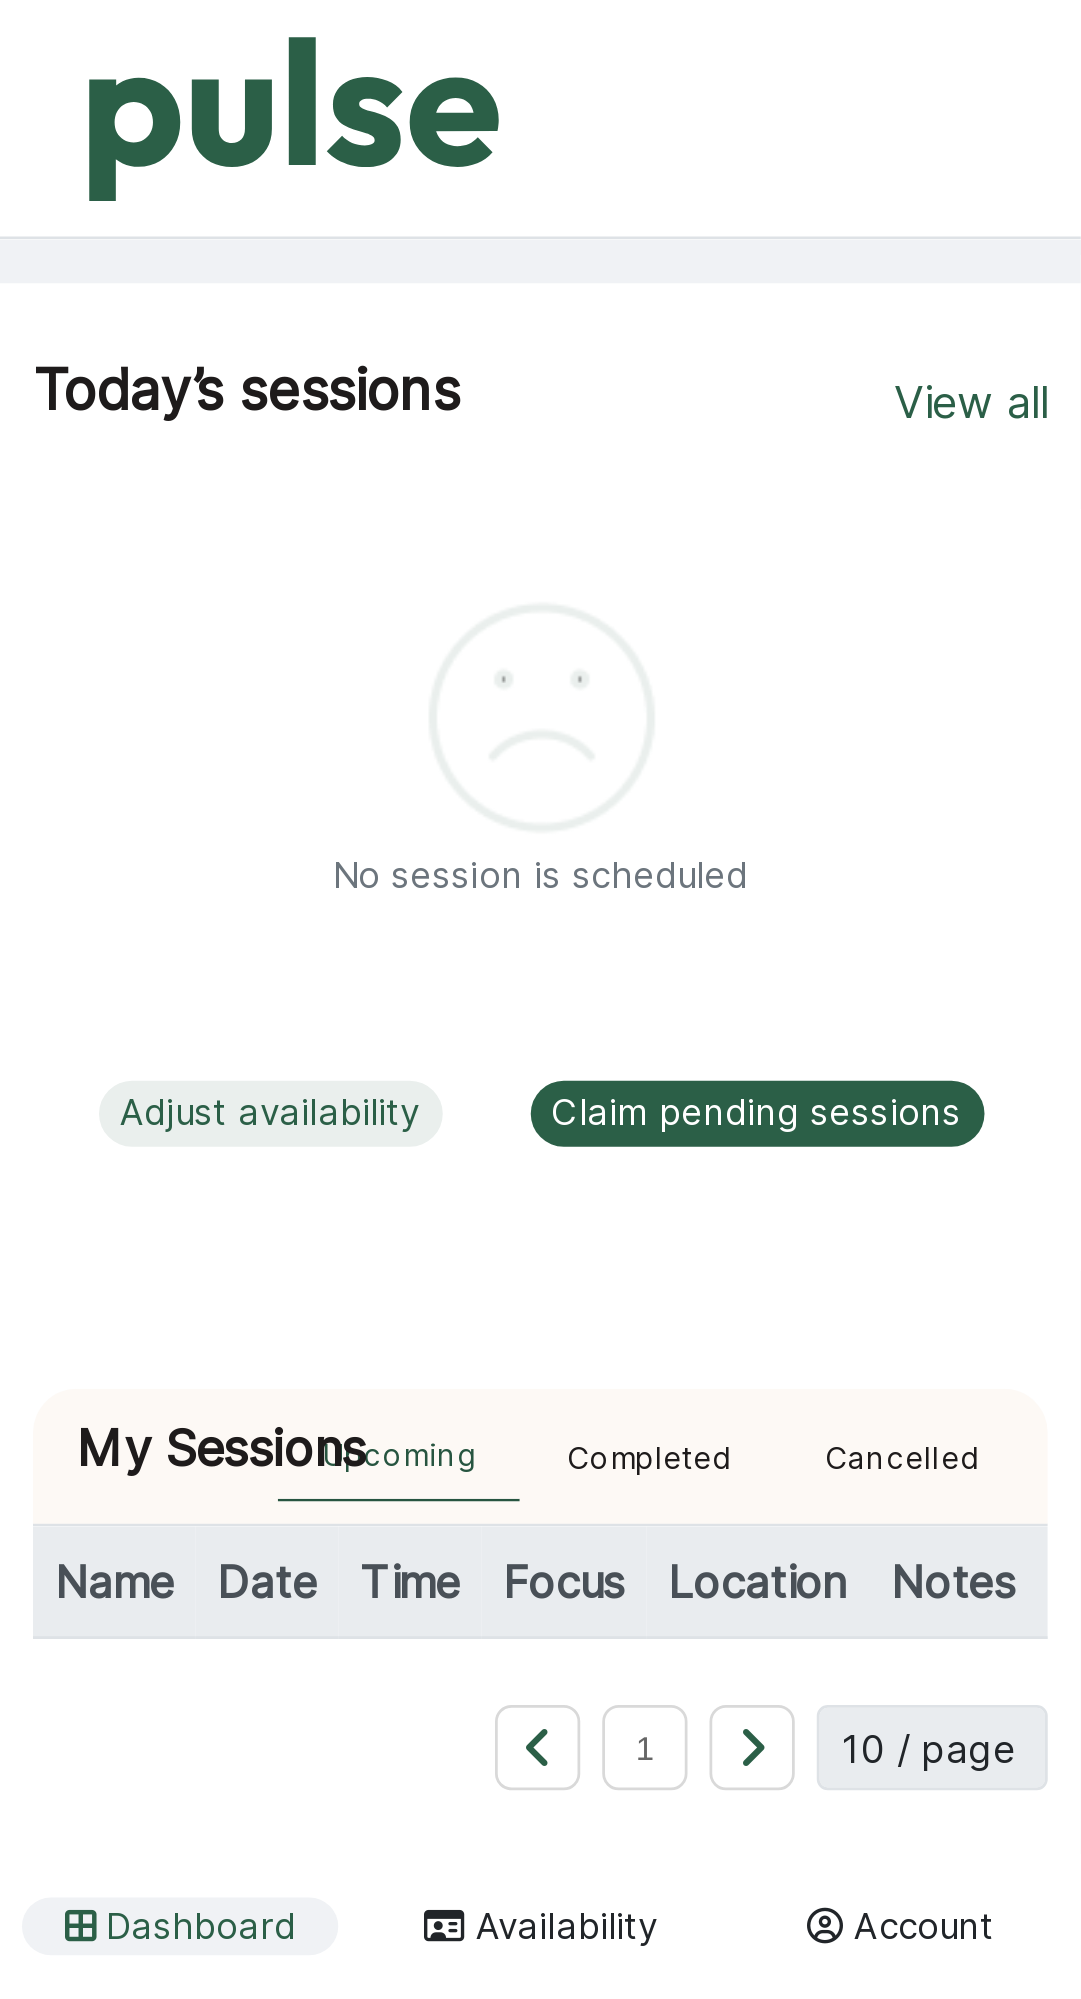 pulse
Today’s sessions
View all
No session is scheduled
Adjust availability
Claim pending sessions
My Sessions
Upcoming
Completed
Cancelled
Name Date Time Focus Location Notes
1
10 / page
Dashboard
Availability
Account